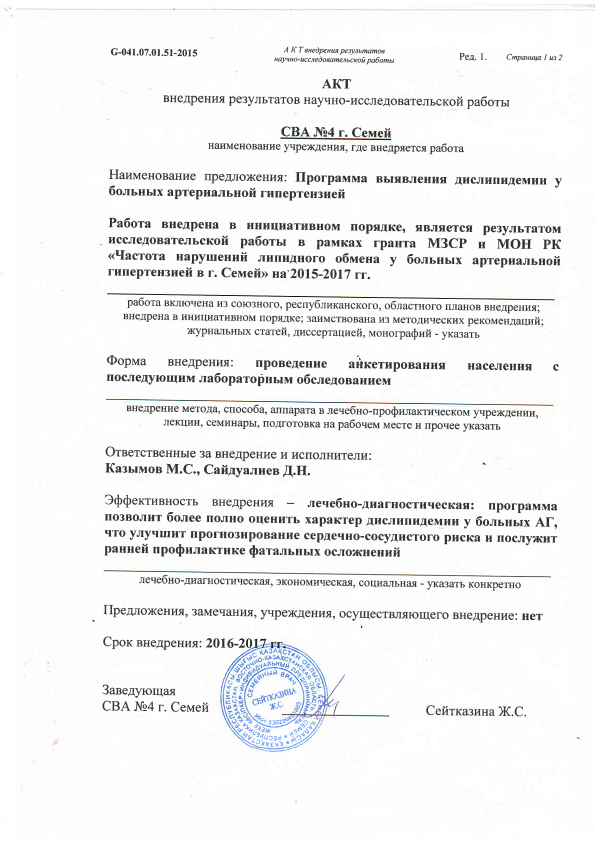 G-041.07.01.51-2015
А К Т внедрения результатов
научно-исследовательской работы
Ред. 1.
Страница 1 из 2
АКТ
внедрения результатов научно-исследовательской работы
СВА №4 г. Семей
наименование учреждения, где внедряется работа
Наименование предложения: Программа выявления дислипидемии у
больных артериальной гипертензией
Работа внедрена в инициативном порядке, является результатом
исследовательской работы в рамках гранта МЗСР и МОН РК
«Частота нарушений липидного обмена у больных артериальной
гипертензией в г. Семей» на 2015-2017 гг.
работа включена из союзного, республиканского, областного планов внедрения;
внедрена в инициативном порядке; заимствована из методических рекомендаций;
журнальных статей, диссертацией, монографий - указать
Форма внедрения: проведение анкетирования населения с
последующим лабораторным обследованием
внедрение метода, способа, аппарата в лечебно-профилактическом учреждении,
лекции, семинары, подготовка на рабочем месте и прочее указать
Ответственные за внедрение и исполнители:
Казымов М.С., Сайдуалиев Д.Н.
Эффективность внедрения – лечебно-диагностическая: программа
позволит более полно оценить характер дислипидемии у больных АГ,
что улучшит прогнозирование сердечно-сосудистого риска и послужит
ранней профилактике фатальных осложнений
лечебно-диагностическая, экономическая, социальная - указать конкретно
Предложения, замечания, учреждения, осуществляющего внедрение: нет
Срок внедрения: 2016-2017 гг.
Заведующая
СВА №4 г. Семей
Сейтказина Ж.С.
СЕМЕЙНЫЙ ВРАЧ
СЕЙТКАЗИНА
Ж.С.